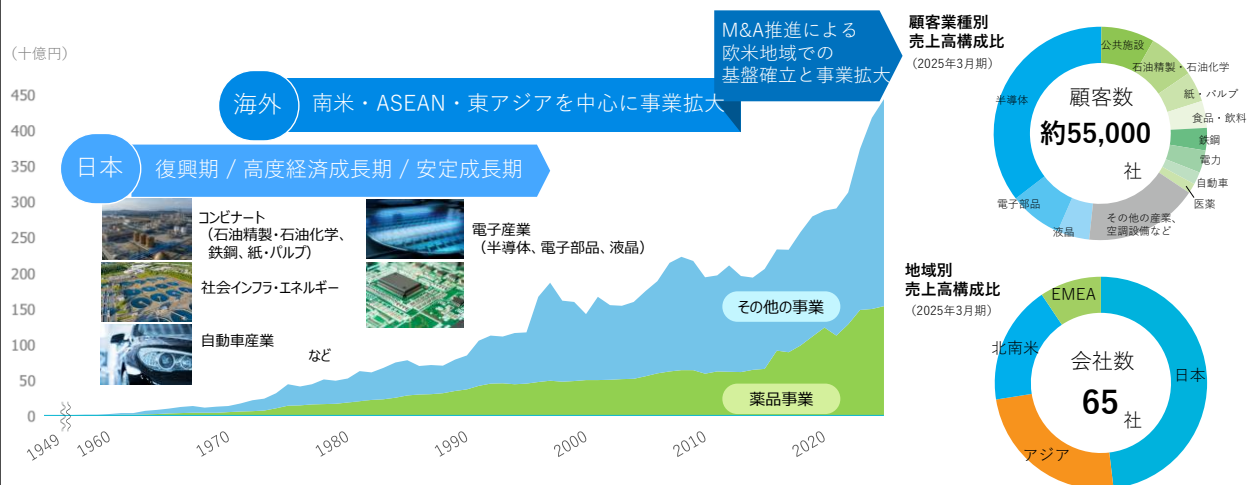 （十億円）
450
400
350
300
250
200
150
100
50
0
1949
1960
1970
1980
1990
2000
2010
2020
M&A推進による
欧米地域での
基盤確立と事業拡大
海外
南米・ASEAN・東アジアを中心に事業拡大
日本
復興期 / 高度経済成長期 / 安定成長期
コンビナート
（石油精製・石油化学、
鉄鋼、紙・パルプ）
社会インフラ・エネルギー
自動車産業
など
電子産業
（半導体、電子部品、液晶）
その他の事業
薬品事業
顧客業種別
売上高構成比
（2025年3月期）
公共施設
石油精製・石油化学
紙・パルプ
食品・飲料
鉄鋼
電力
自動車
医薬
その他の産業、
空調設備など
液晶
電子部品
半導体
顧客数
約55,000
社
地域別
売上高構成比
（2025年3月期）
EMEA
北南米
日本
アジア
会社数
65
社